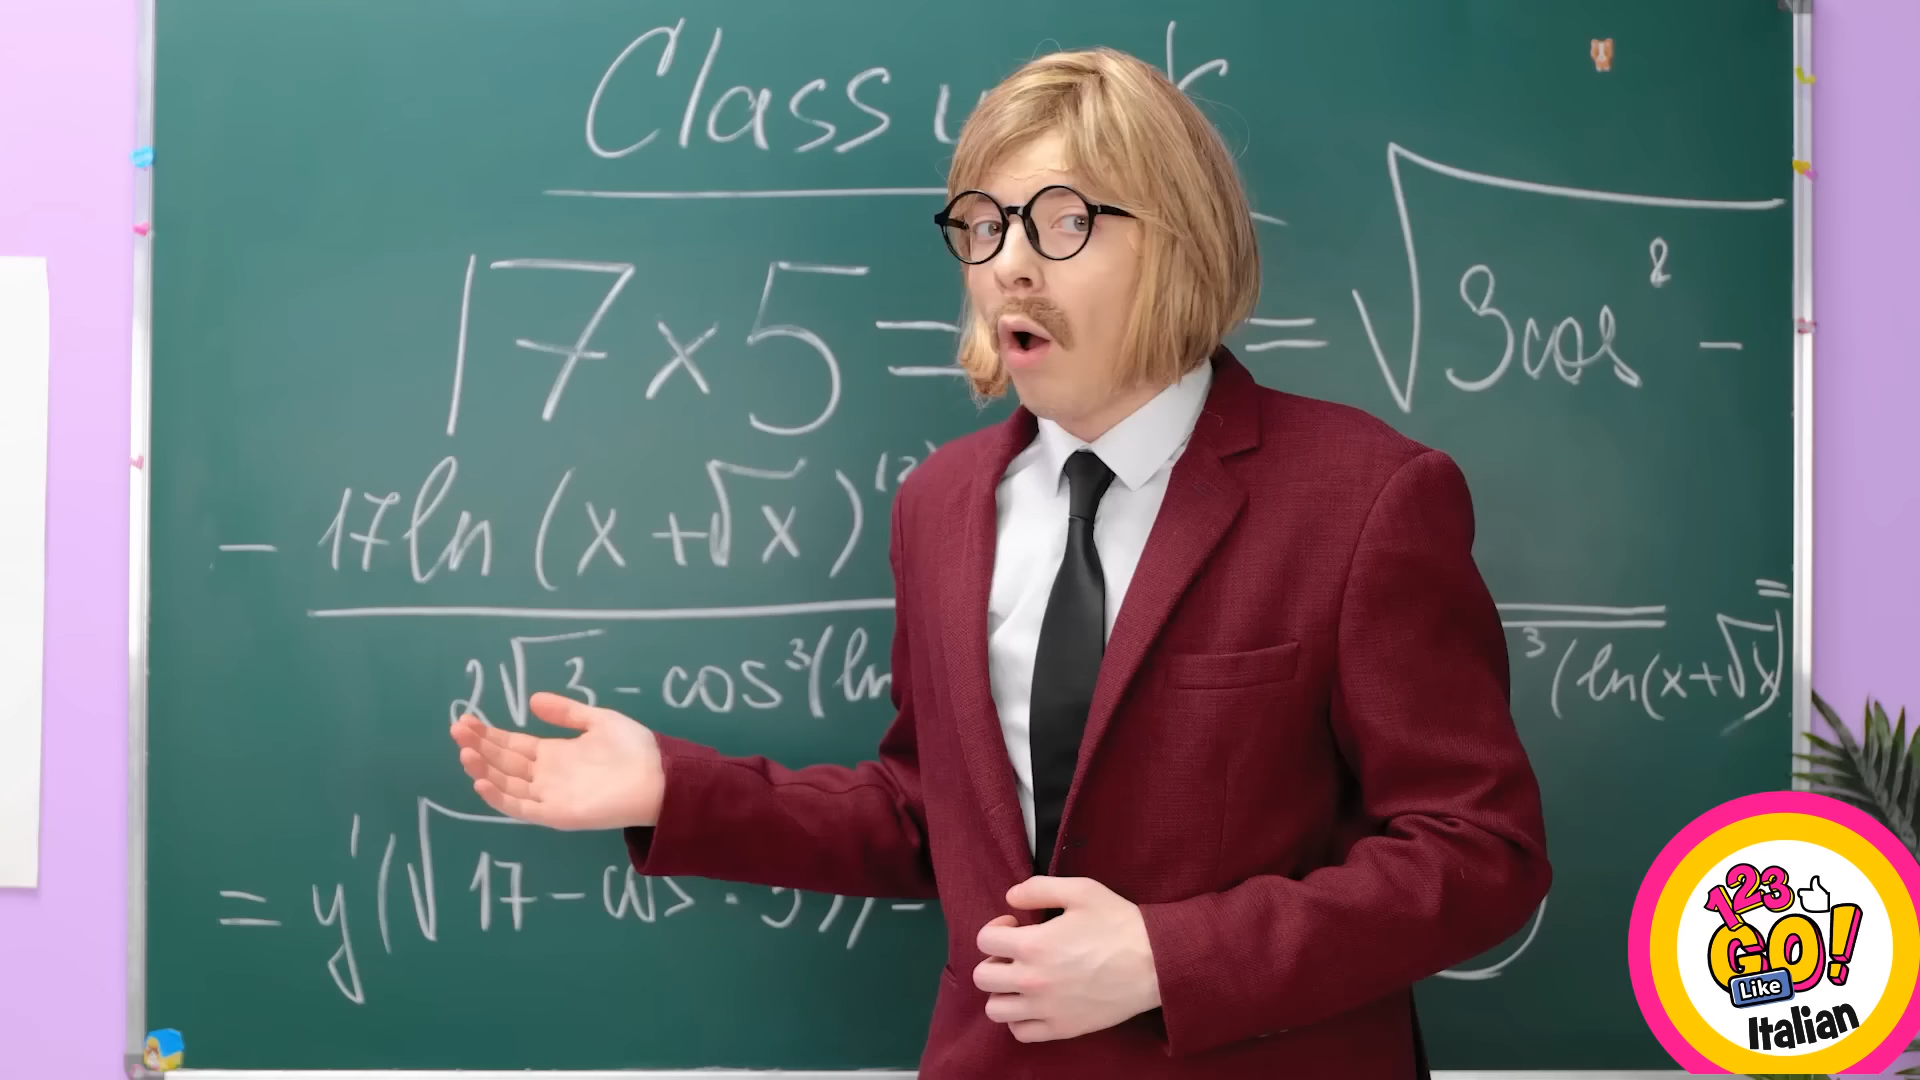 Class
17 × 5 = = √3cos² -
- 17ln (x + √x)
2√3 - cos³(ln
³(ln(x+√x)
= y'(√17 - cos
123
GO!
Like
Italian